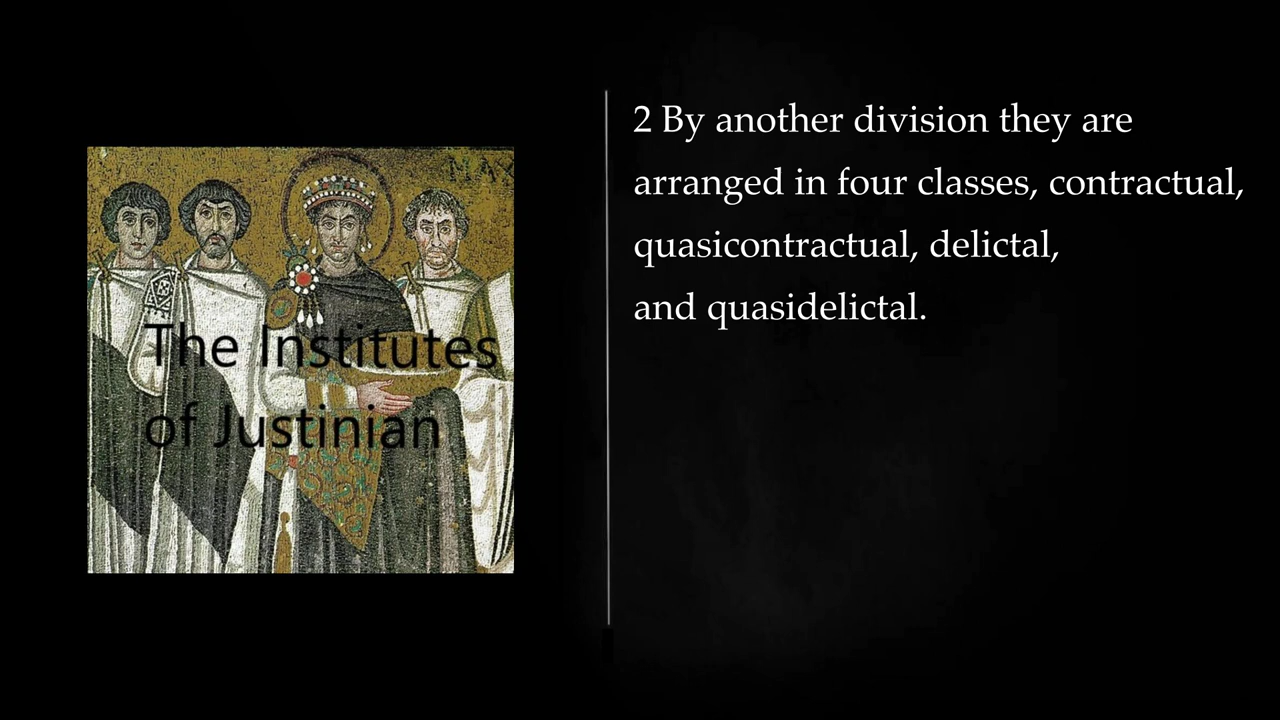 The Institutes
of Justinian
2 By another division they are
arranged in four classes, contractual,
quasicontractual, delictal,
and quasidelictal.